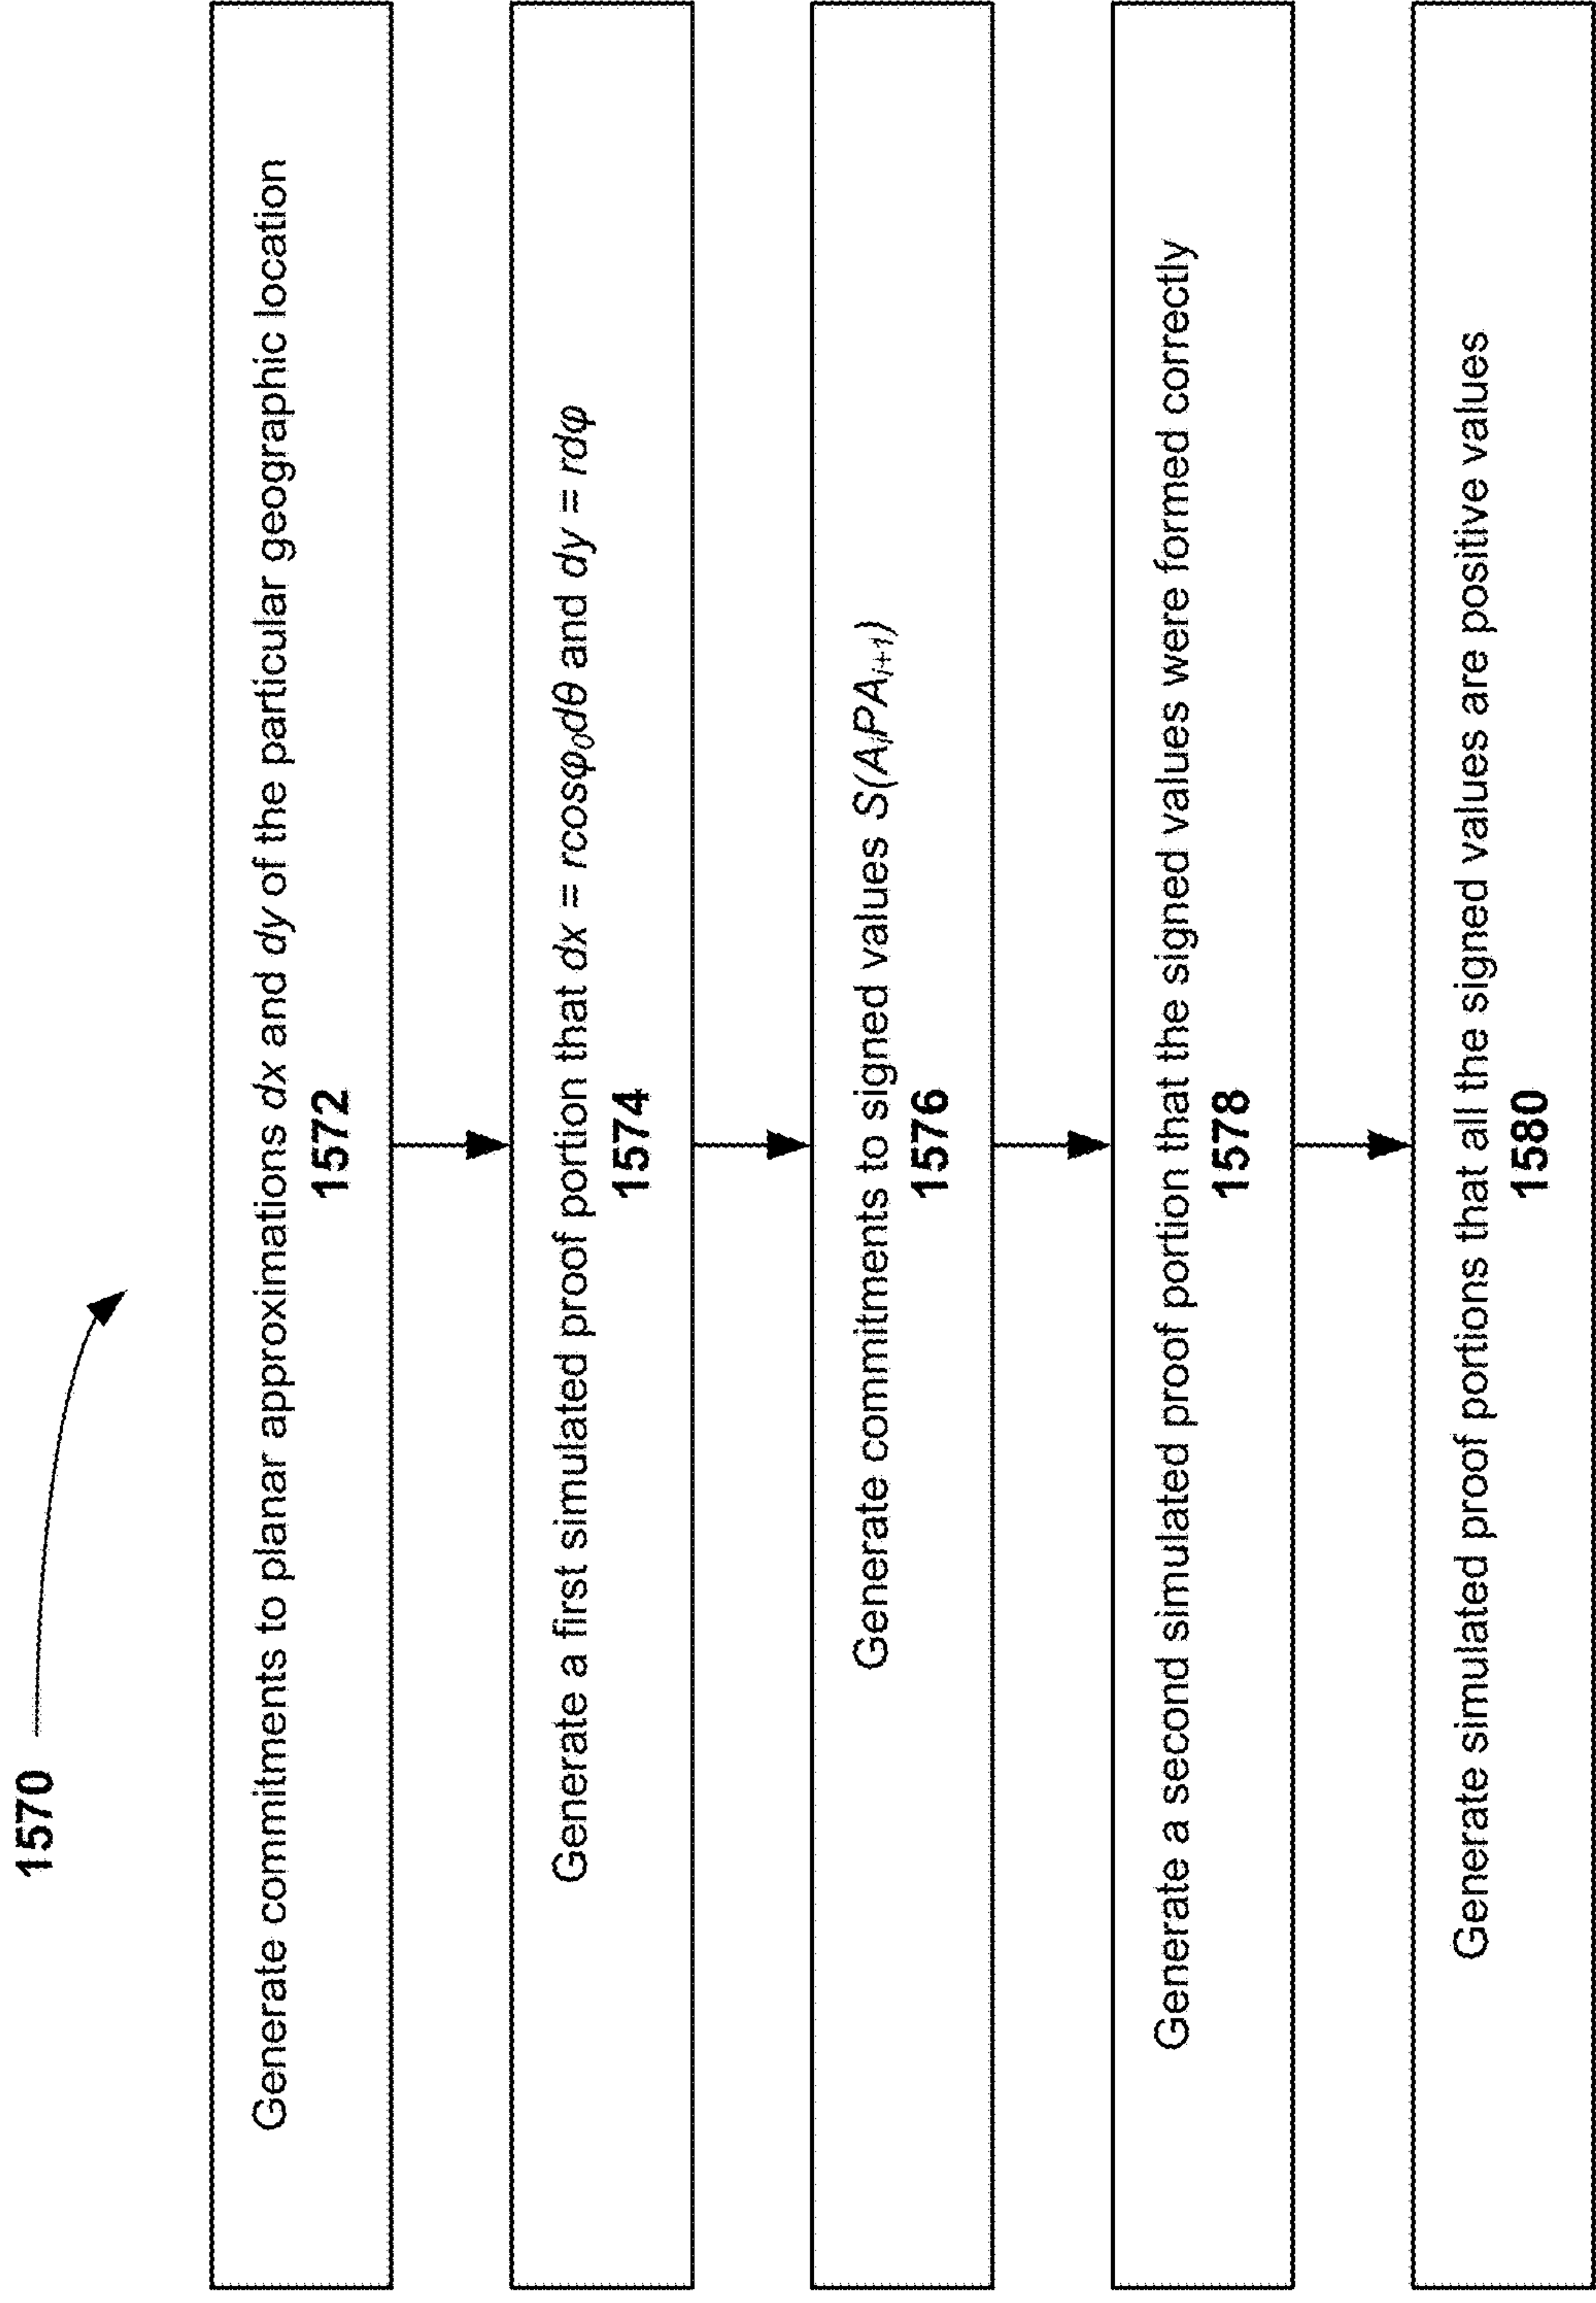 1570
Generate commitments to planar approximations dx and dy of the particular geographic location
1572
Generate a first simulated proof portion that dx = rcosφ₀dθ and dy = rdφ
1574
Generate commitments to signed values S(AᵢPAᵢ₊₁)
1576
Generate a second simulated proof portion that the signed values were formed correctly
1578
Generate simulated proof portions that all the signed values are positive values
1580